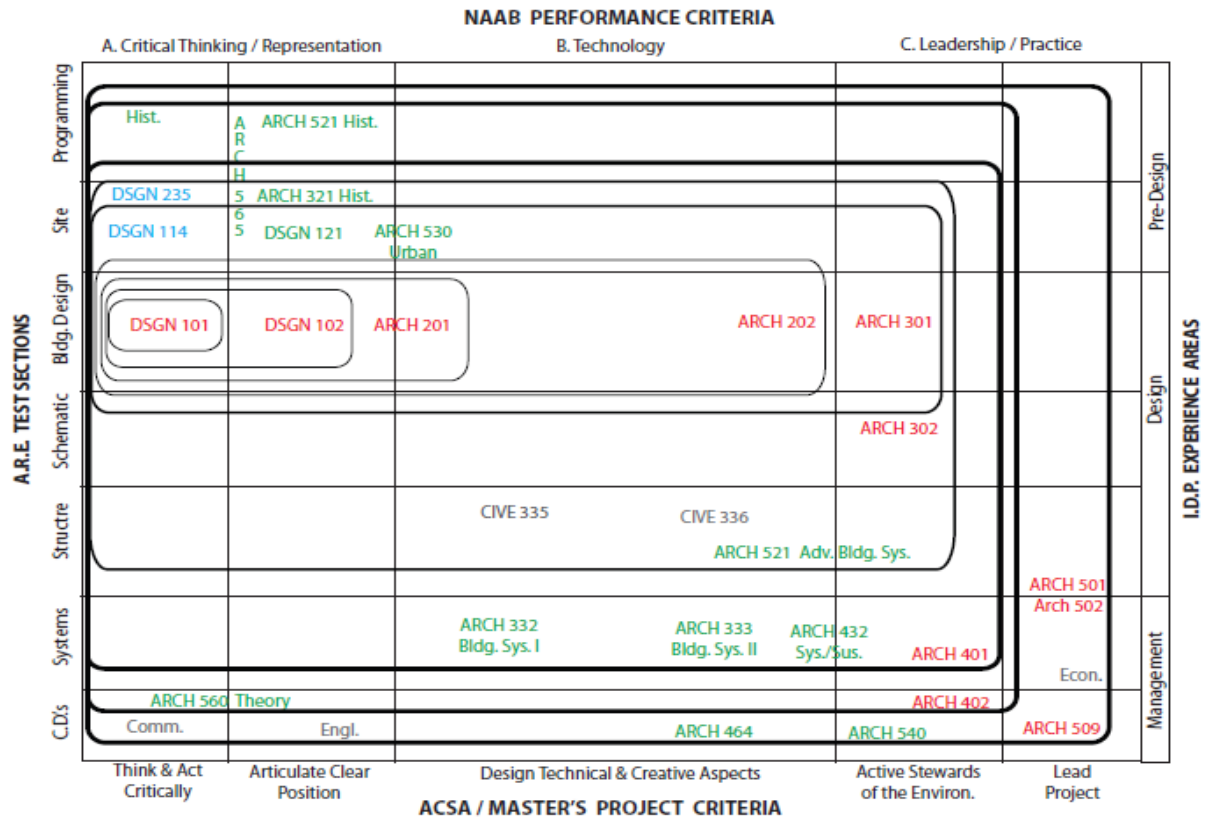 NAAB PERFORMANCE CRITERIA
A. Critical Thinking / Representation
B. Technology
C. Leadership / Practice
A.R.E. TEST SECTIONS
Programming
Site
Bldg. Design
Schematic
Structre
Systems
C.D.'s
Hist.
ARCH 565
ARCH 521 Hist.
DSGN 235
ARCH 321 Hist.
DSGN 114
DSGN 121
ARCH 530
Urban
DSGN 101
DSGN 102
ARCH 201
ARCH 202
ARCH 301
ARCH 302
CIVE 335
CIVE 336
ARCH 521 Adv. Bldg. Sys.
ARCH 501
Arch 502
ARCH 332
Bldg. Sys. I
ARCH 333
Bldg. Sys. II
ARCH 432
Sys./Sus.
ARCH 401
Econ.
ARCH 560 Theory
ARCH 402
Comm.
Engl.
ARCH 464
ARCH 540
ARCH 509
Pre-Design
Design
Management
I.D.P. EXPERIENCE AREAS
Think & Act
Critically
Articulate Clear
Position
Design Technical & Creative Aspects
Active Stewards
of the Environ.
Lead
Project
ACSA / MASTER'S PROJECT CRITERIA